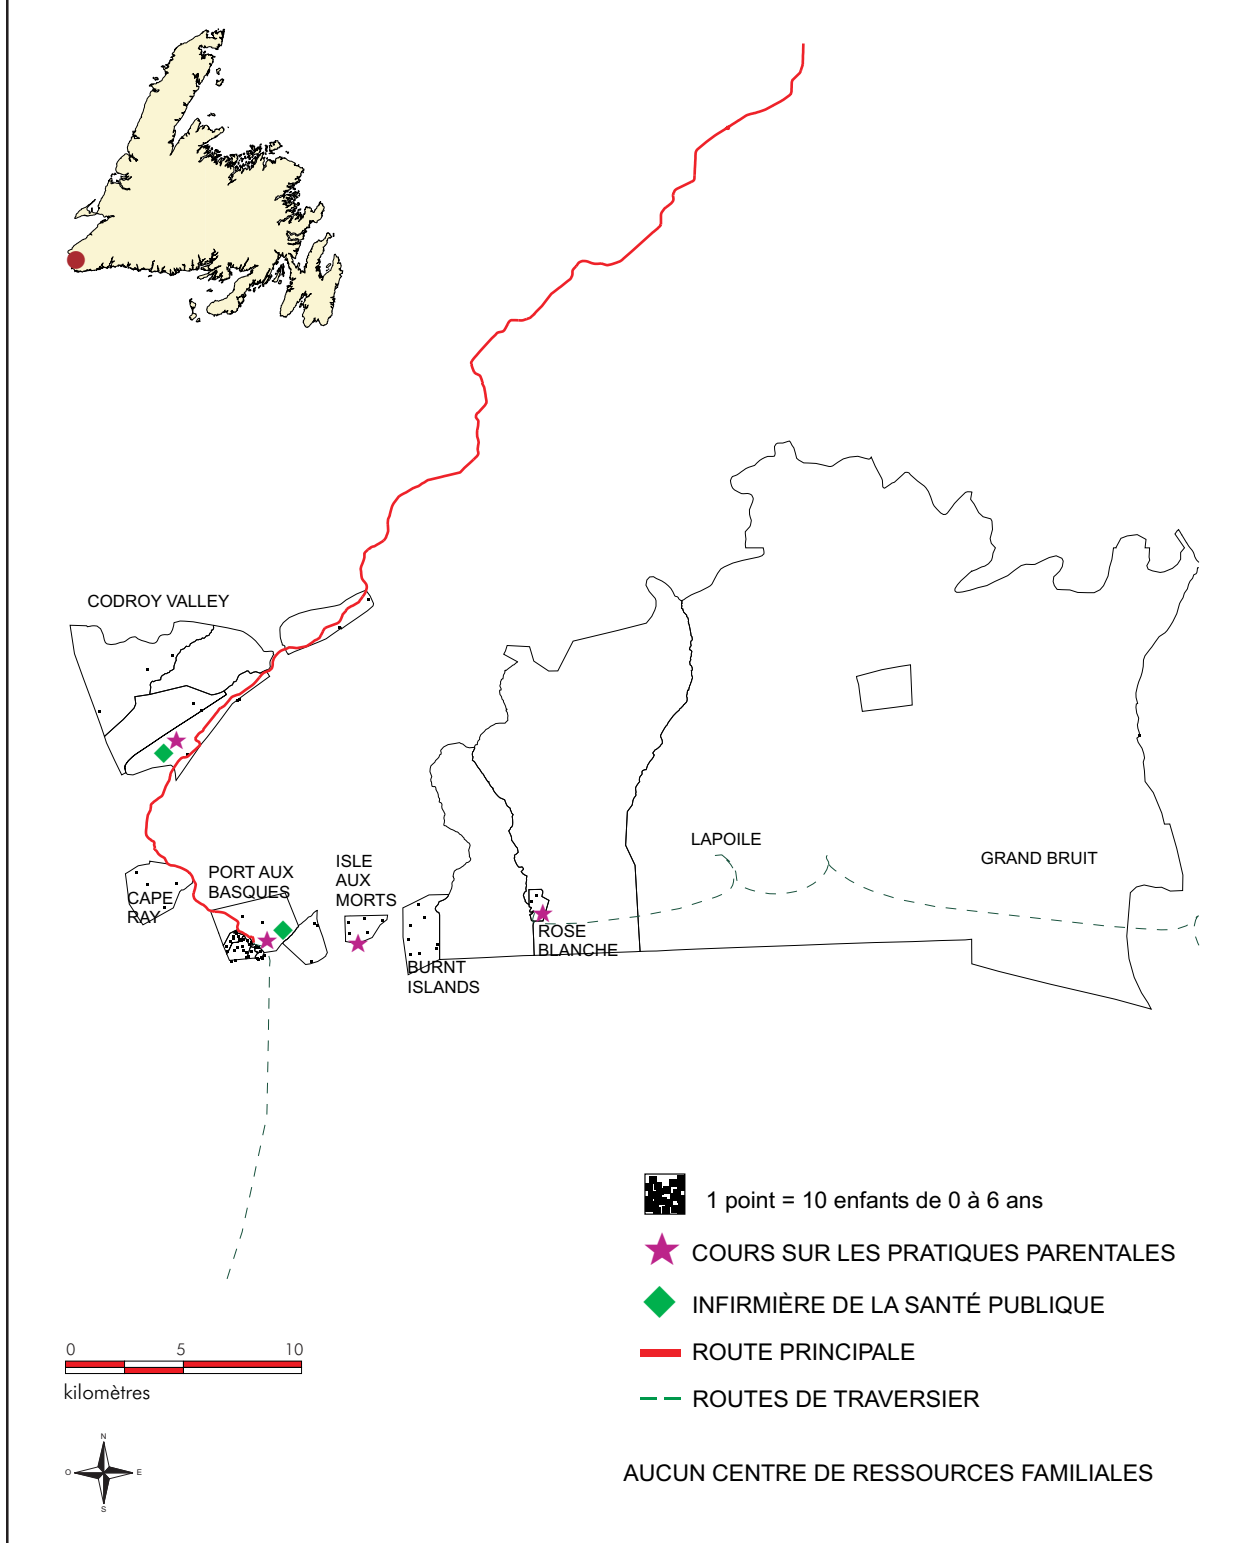 CODROY VALLEY
CAPE
RAY
PORT AUX
BASQUES
ISLE
AUX
MORTS
BURNT
ISLANDS
ROSE
BLANCHE
LAPOILE
GRAND BRUIT
1 point = 10 enfants de 0 à 6 ans
COURS SUR LES PRATIQUES PARENTALES
INFIRMIÈRE DE LA SANTÉ PUBLIQUE
ROUTE PRINCIPALE
ROUTES DE TRAVERSIER
AUCUN CENTRE DE RESSOURCES FAMILIALES
0 5 10
kilomètres
N
O E
S